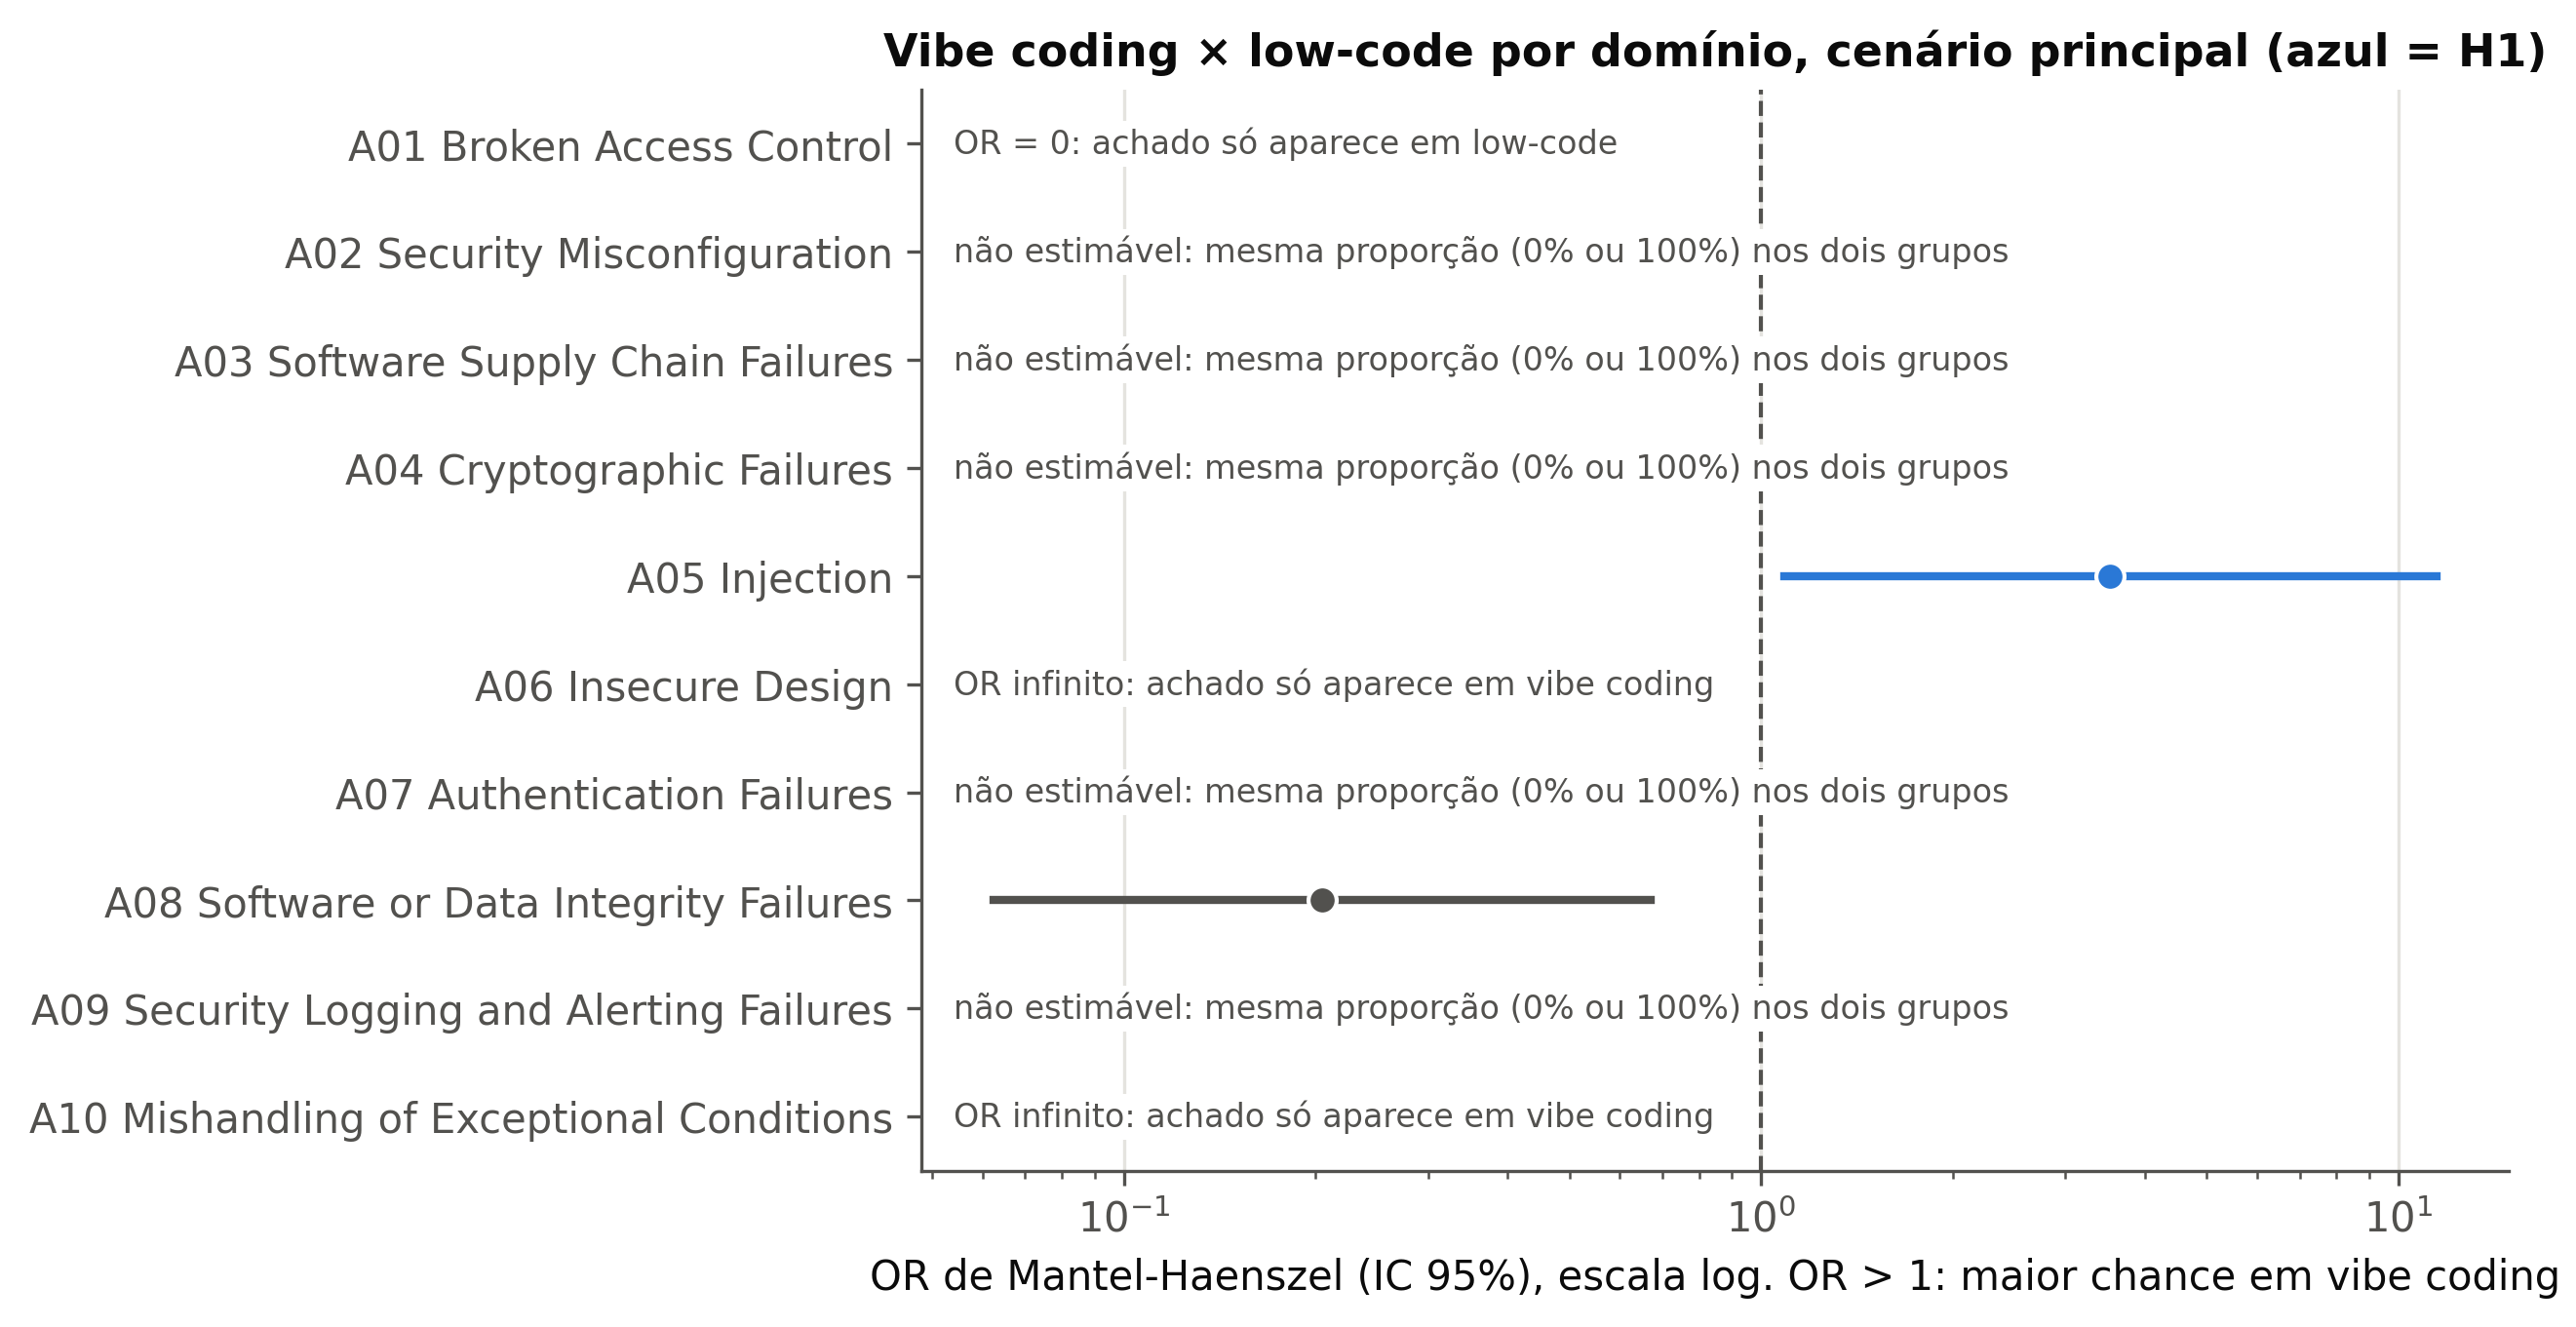 Vibe coding × low-code por domínio, cenário principal (azul = H1)
A01 Broken Access Control
OR = 0: achado só aparece em low-code
A02 Security Misconfiguration
não estimável: mesma proporção (0% ou 100%) nos dois grupos
A03 Software Supply Chain Failures
não estimável: mesma proporção (0% ou 100%) nos dois grupos
A04 Cryptographic Failures
não estimável: mesma proporção (0% ou 100%) nos dois grupos
A05 Injection
A06 Insecure Design
OR infinito: achado só aparece em vibe coding
A07 Authentication Failures
não estimável: mesma proporção (0% ou 100%) nos dois grupos
A08 Software or Data Integrity Failures
A09 Security Logging and Alerting Failures
não estimável: mesma proporção (0% ou 100%) nos dois grupos
A10 Mishandling of Exceptional Conditions
OR infinito: achado só aparece em vibe coding
10⁻¹ 10⁰ 10¹
OR de Mantel-Haenszel (IC 95%), escala log. OR > 1: maior chance em vibe coding